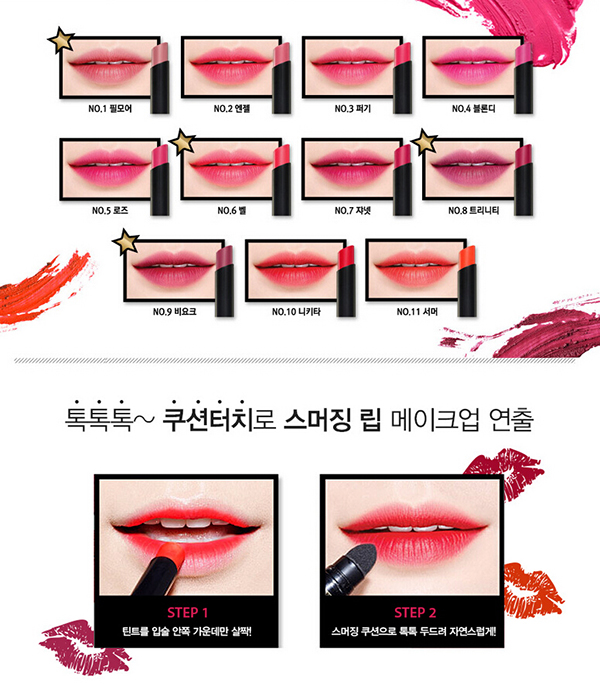 NO.1 필모어
NO.2 엔젤
NO.3 퍼기
NO.4 블론디
NO.5 로즈
NO.6 벨
NO.7 쟈넷
NO.8 트리니티
NO.9 비요크
NO.10 니키타
NO.11 서머
톡톡톡~ 쿠션터치로 스머징 립 메이크업 연출
STEP 1
틴트를 입술 안쪽 가운데만 살짝!
STEP 2
스머징 쿠션으로 톡톡 두드려 자연스럽게!